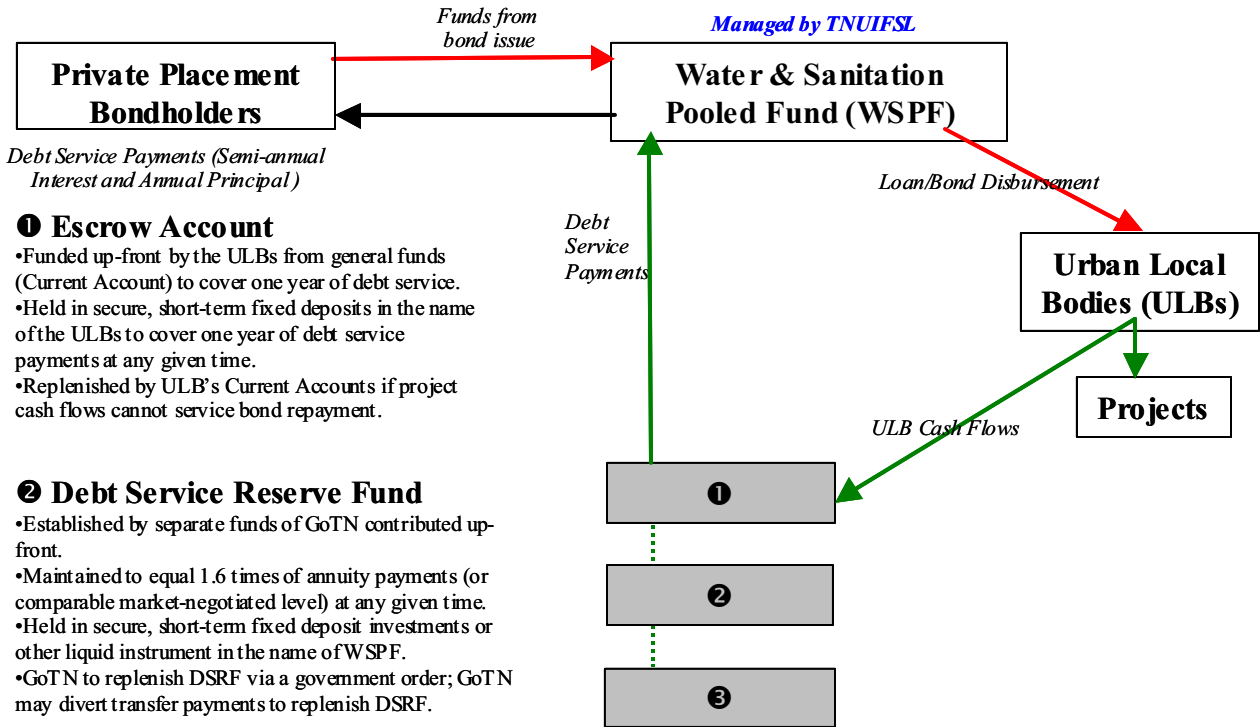 Funds from
bond issue
Managed by TNUIFSL
Private Placement
Bondholders
Water & Sanitation
Pooled Fund (WSPF)
Debt Service Payments (Semi-annual
Interest and Annual Principal )
Loan/Bond Disbursement
❶ Escrow Account
•Funded up-front by the ULBs from general funds
(Current Account) to cover one year of debt service.
•Held in secure, short-term fixed deposits in the name
of the ULBs to cover one year of debt service
payments at any given time.
•Replenished by ULB's Current Accounts if project
cash flows cannot service bond repayment.
Debt
Service
Payments
Urban Local
Bodies (ULBs)
Projects
ULB Cash Flows
❷ Debt Service Reserve Fund
•Established by separate funds of GoTN contributed up-
front.
•Maintained to equal 1.6 times of annuity payments (or
comparable market-negotiated level) at any given time.
•Held in secure, short-term fixed deposit investments or
other liquid instrument in the name of WSPF.
•GoTN to replenish DSRF via a government order; GoTN
may divert transfer payments to replenish DSRF.
❶
❷
❸